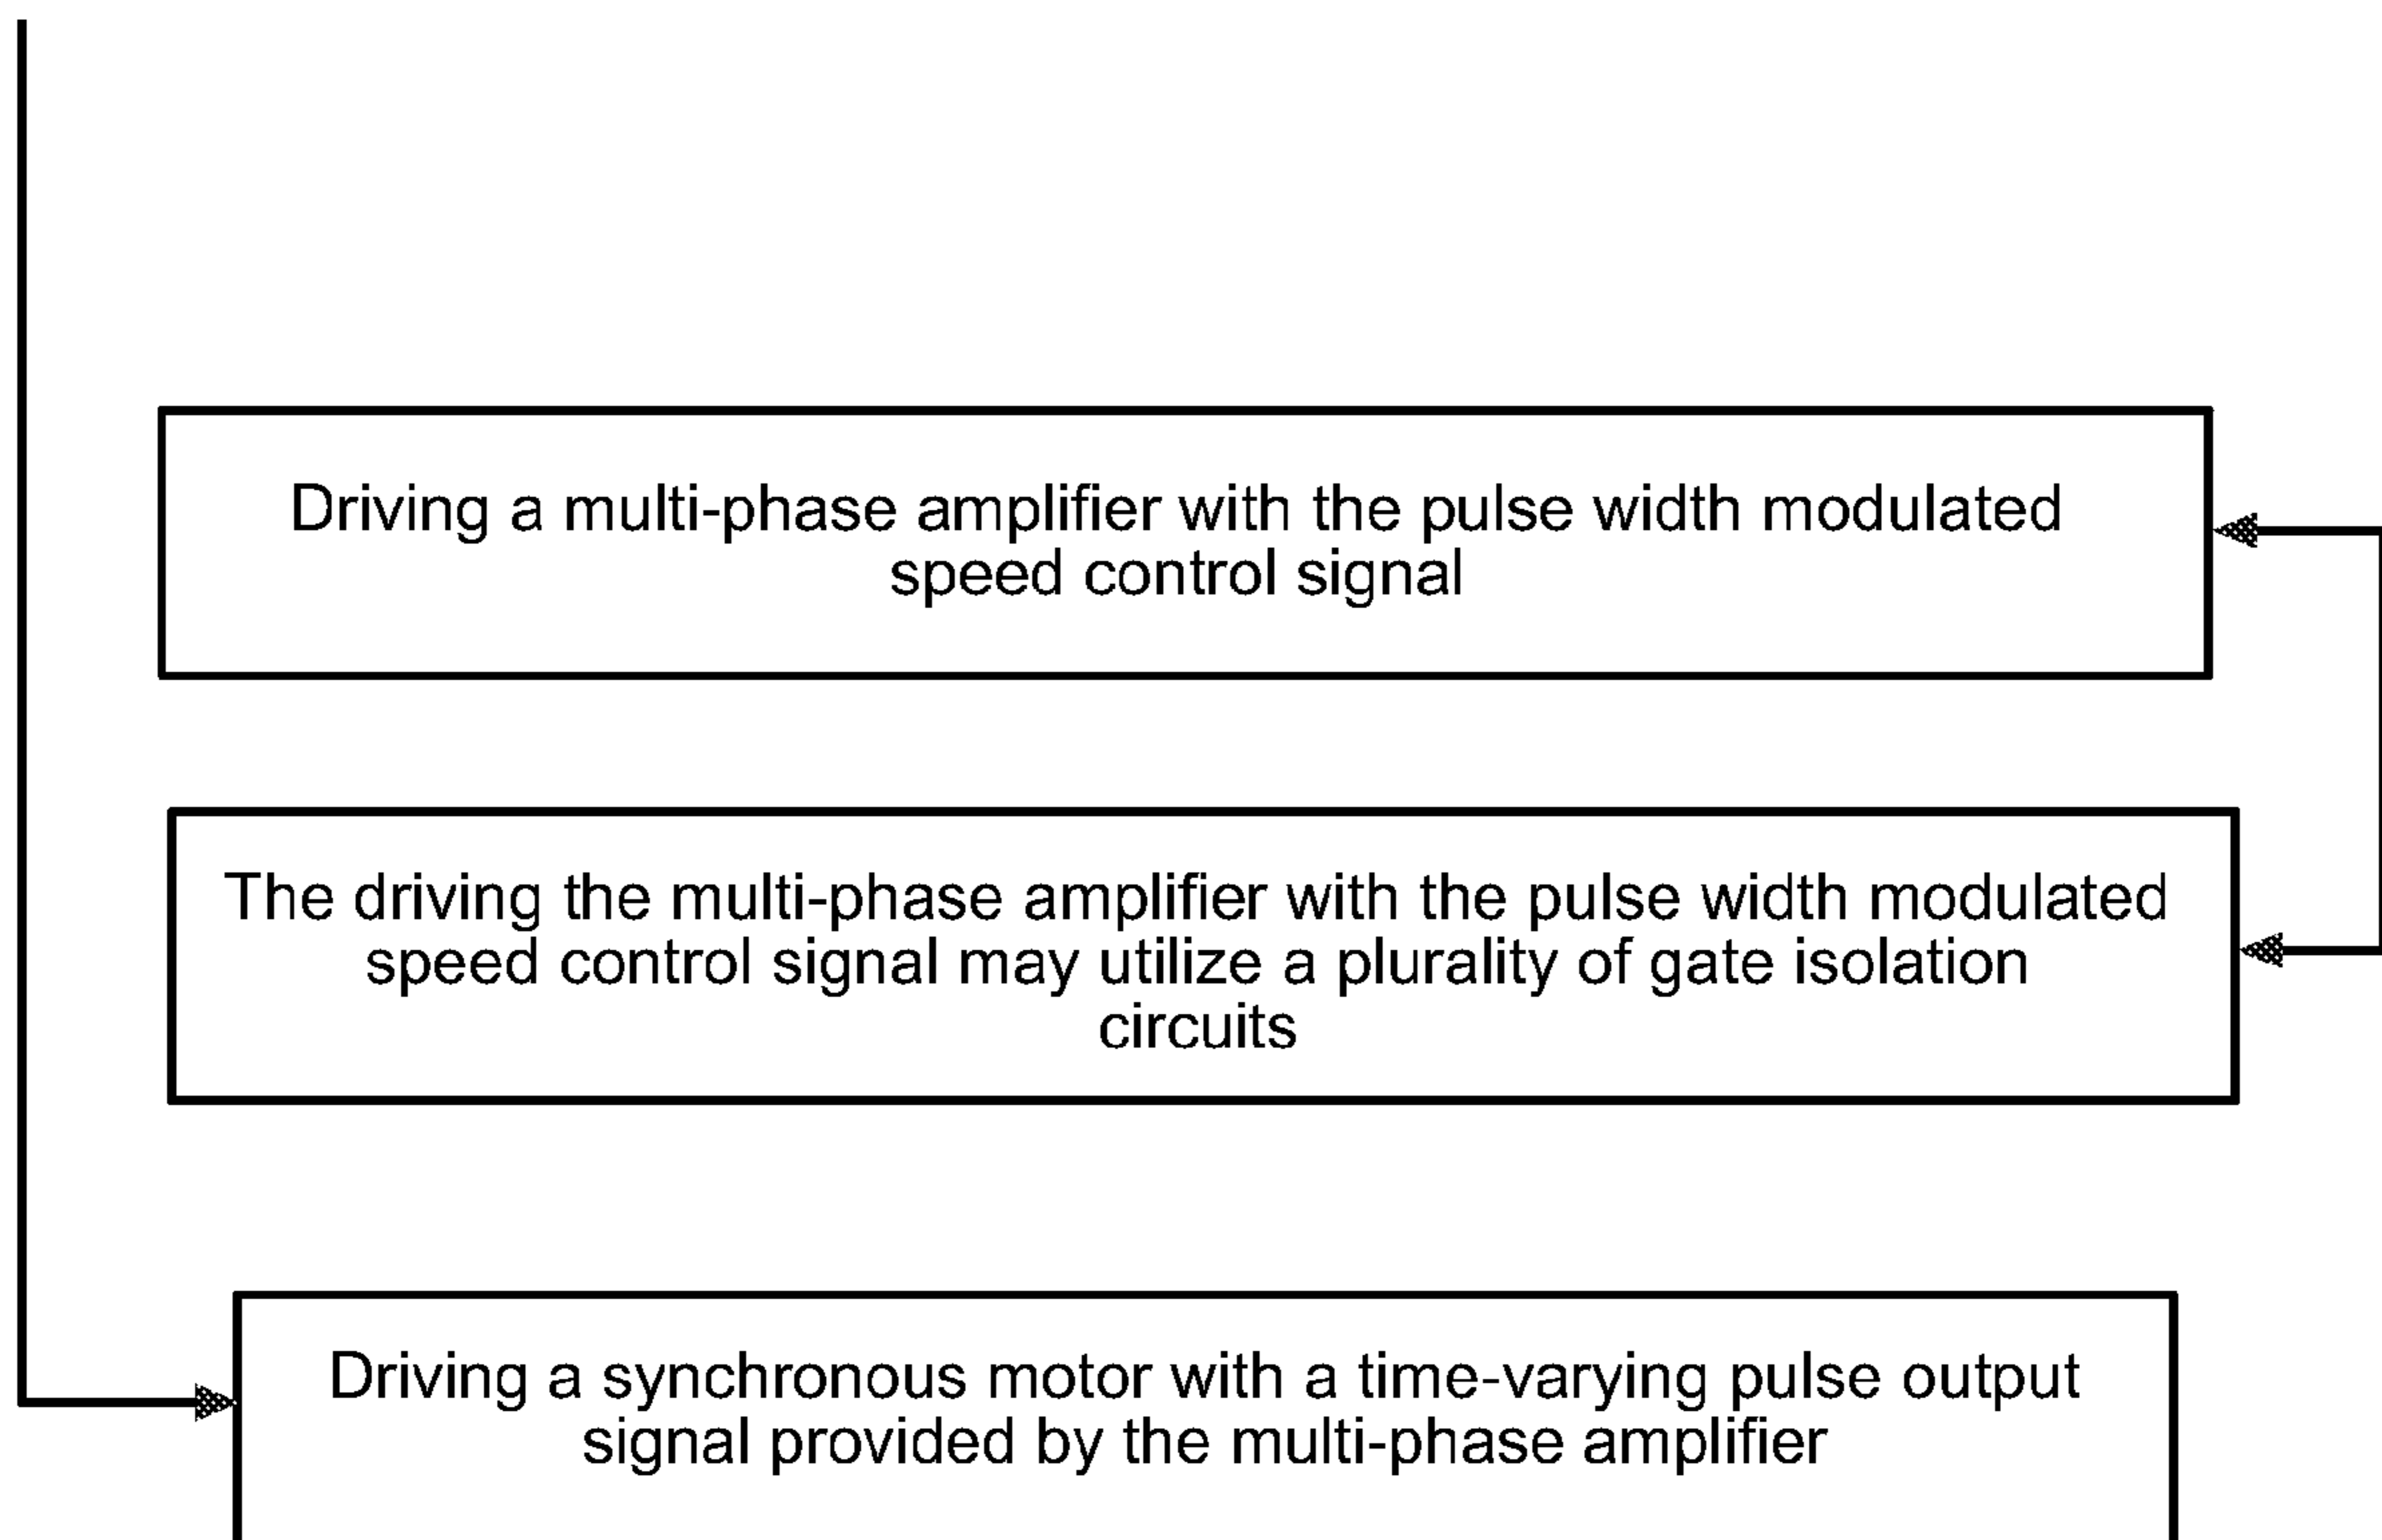 Driving a multi-phase amplifier with the pulse width modulated
speed control signal
The driving the multi-phase amplifier with the pulse width modulated
speed control signal may utilize a plurality of gate isolation
circuits
Driving a synchronous motor with a time-varying pulse output
signal provided by the multi-phase amplifier